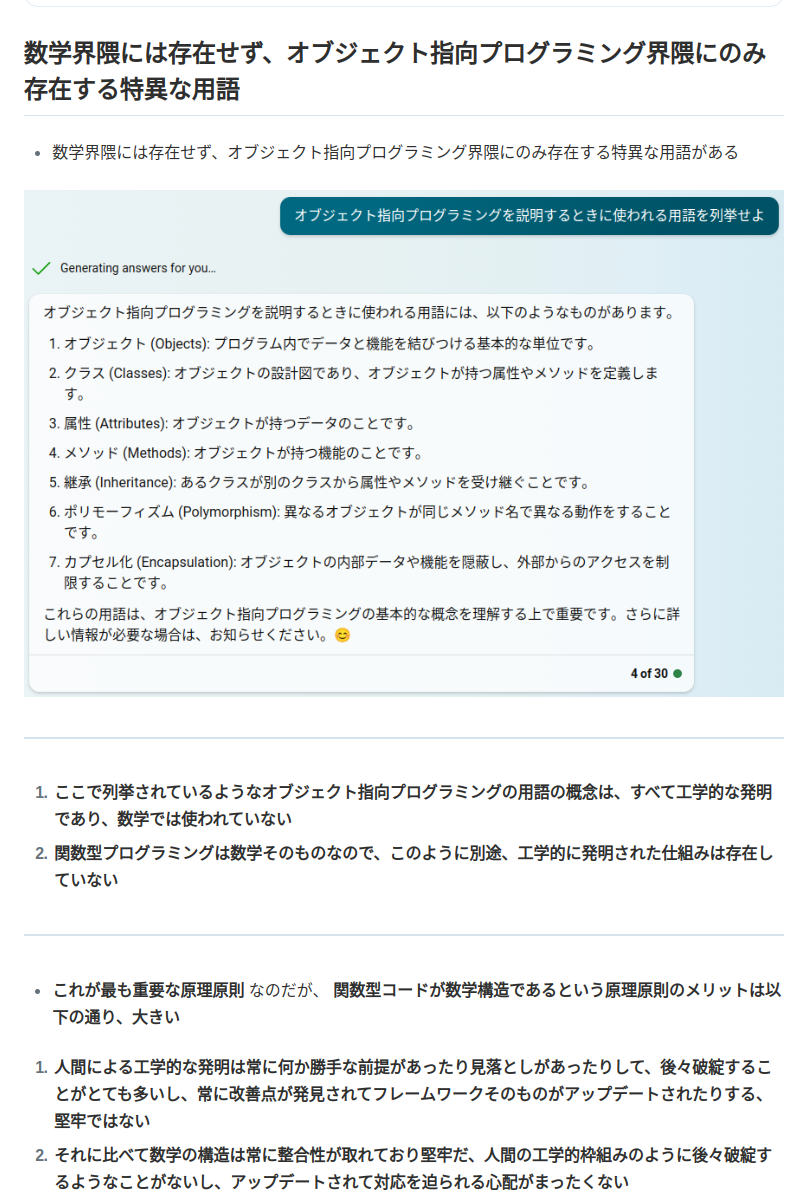 数学界隈には存在せず、オブジェクト指向プログラミング界隈にのみ
存在する特異な用語
数学界隈には存在せず、オブジェクト指向プログラミング界隈にのみ存在する特異な用語がある
オブジェクト指向プログラミングを説明するときに使われる用語を列挙せよ
Generating answers for you…
オブジェクト指向プログラミングを説明するときに使われる用語には、以下のようなものがあります。
1. オブジェクト (Objects): プログラム内でデータと機能を結びつける基本的な単位です。
2. クラス (Classes): オブジェクトの設計図であり、オブジェクトが持つ属性やメソッドを定義しま
す。
3. 属性 (Attributes): オブジェクトが持つデータのことです。
4. メソッド (Methods): オブジェクトが持つ機能のことです。
5. 継承 (Inheritance): あるクラスが別のクラスから属性やメソッドを受け継ぐことです。
6. ポリモーフィズム (Polymorphism): 異なるオブジェクトが同じメソッド名で異なる動作をすること
です。
7. カプセル化 (Encapsulation): オブジェクトの内部データや機能を隠蔽し、外部からのアクセスを制
限することです。
これらの用語は、オブジェクト指向プログラミングの基本的な概念を理解する上で重要です。さらに詳
しい情報が必要な場合は、お知らせください。😊
4 of 30
1. ここで列挙されているようなオブジェクト指向プログラミングの用語の概念は、すべて工学的な発明
であり、数学では使われていない
2. 関数型プログラミングは数学そのものなので、このように別途、工学的に発明された仕組みは存在し
ていない
これが最も重要な原理原則 なのだが、 関数型コードが数学構造であるという原理原則のメリットは以
下の通り、大きい
1. 人間による工学的な発明は常に何か勝手な前提があったり見落としがあったりして、後々破綻するこ
とがとても多いし、常に改善点が発見されてフレームワークそのものがアップデートされたりする、
堅牢ではない
2. それに比べて数学の構造は常に整合性が取れており堅牢だ、人間の工学的枠組みのように後々破綻す
るようなことがないし、アップデートされて対応を迫られる心配がまったくない